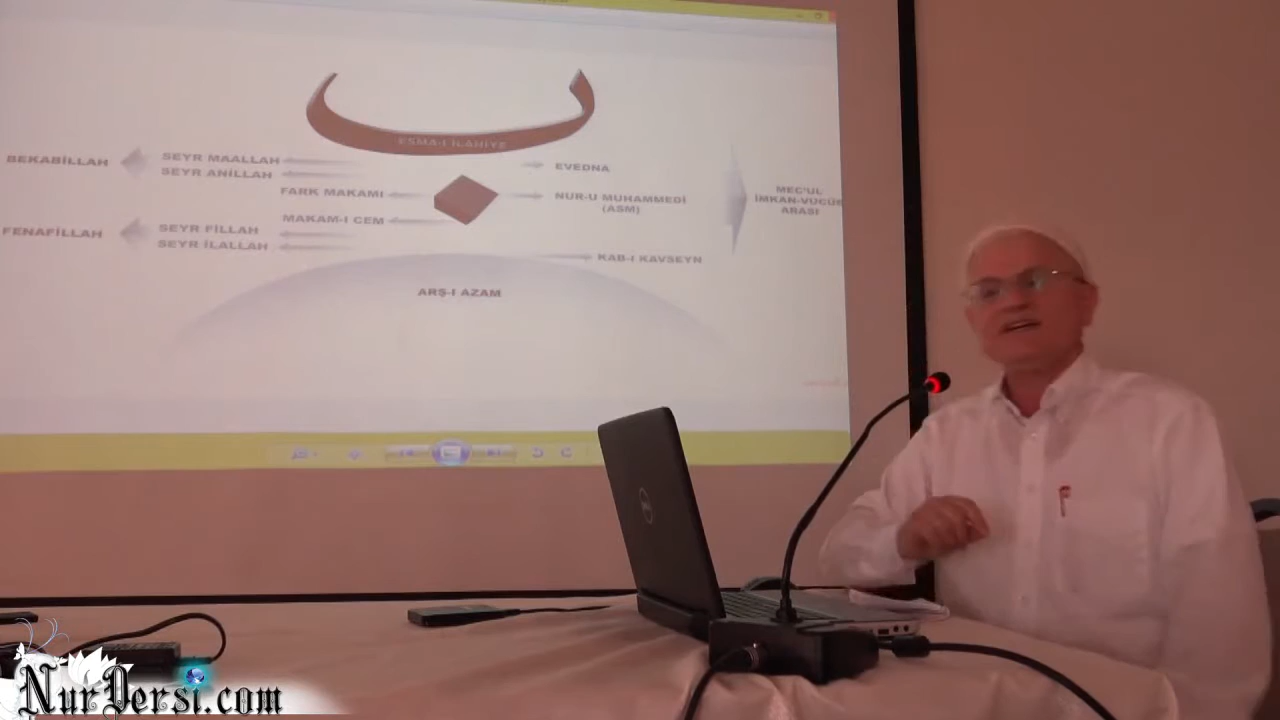 ب
ESMA-I İLAHİYE
BEKABİLLAH
SEYR MAALLAH
SEYR ANİLLAH
EVEDNA
FARK MAKAMI
NUR-U MUHAMMEDİ
(ASM)
MEC'UL
İMKAN-VÜCUB
ARASI
MAKAM-I CEM
FENAFİLLAH
SEYR FİLLAH
SEYR İLALLAH
KAB-I KAVSEYN
ARŞ-I AZAM
NurDersi.com